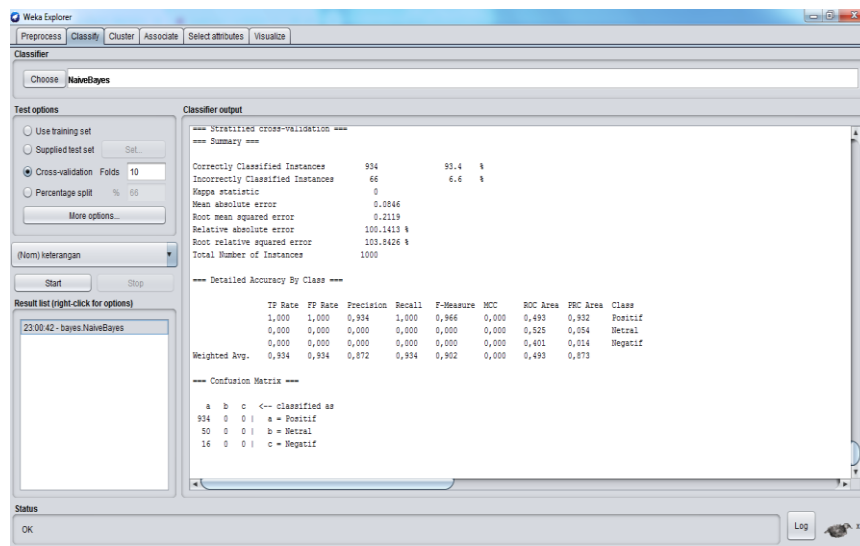 Weka Explorer
Preprocess Classify Cluster Associate Select attributes Visualize
Classifier
Choose NaiveBayes
Test options
Use training set
Supplied test set Set...
Cross-validation Folds 10
Percentage split % 66
More options...
(Nom) keterangan
Start Stop
Result list (right-click for options)
23:00:42 - bayes.NaiveBayes
Classifier output
=== Stratified cross-validation ===
=== Summary ===
Correctly Classified Instances 934 93.4 %
Incorrectly Classified Instances 66 6.6 %
Kappa statistic 0
Mean absolute error 0.0846
Root mean squared error 0.2119
Relative absolute error 100.1413 %
Root relative squared error 103.8426 %
Total Number of Instances 1000
=== Detailed Accuracy By Class ===
TP Rate FP Rate Precision Recall F-Measure MCC ROC Area PRC Area Class
1,000 1,000 0,934 1,000 0,966 0,000 0,493 0,932 Positif
0,000 0,000 0,000 0,000 0,000 0,000 0,525 0,054 Netral
0,000 0,000 0,000 0,000 0,000 0,000 0,401 0,014 Negatif
Weighted Avg. 0,934 0,934 0,872 0,934 0,902 0,000 0,493 0,873
=== Confusion Matrix ===
a b c <-- classified as
934 0 0 | a = Positif
50 0 0 | b = Netral
16 0 0 | c = Negatif
Status
OK
Log
x